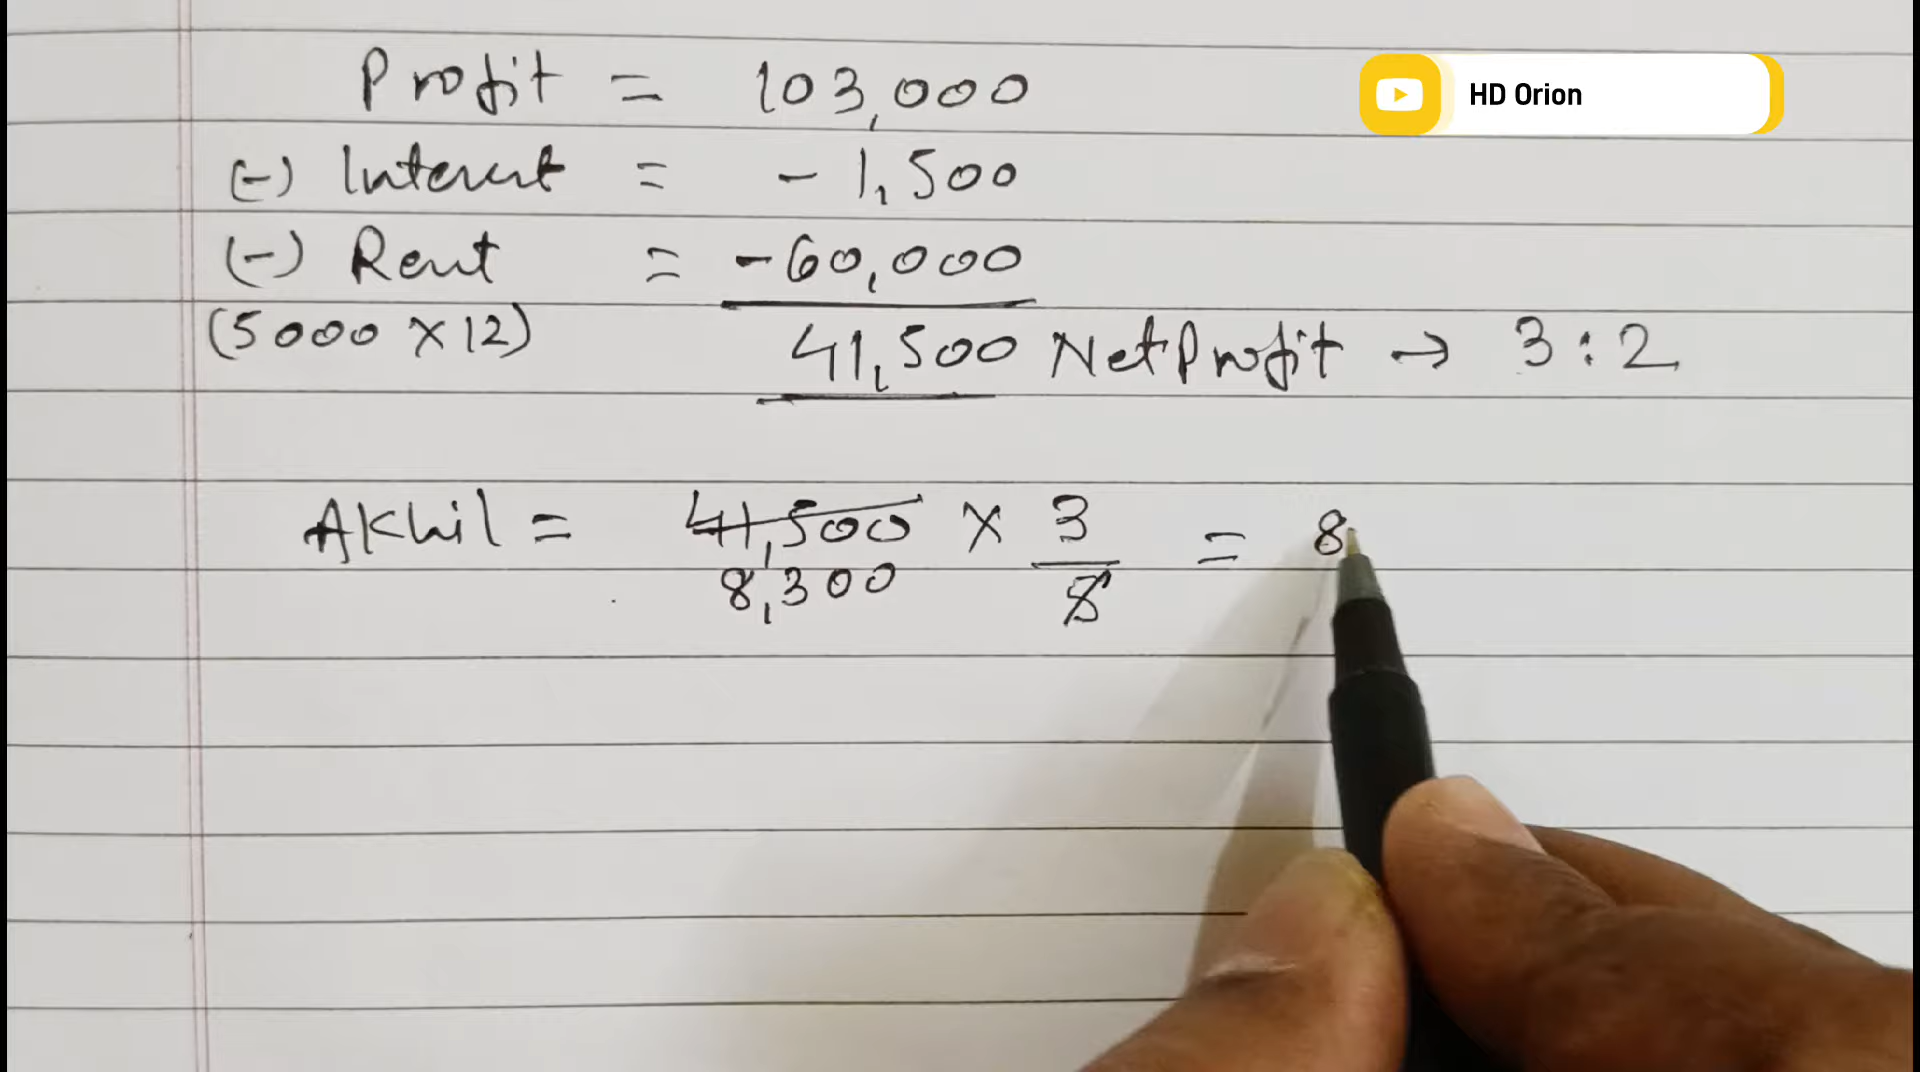 Profit = 103,000
HD Orion
(-) Interest = - 1,500
(-) Rent = -60,000
(5000 X 12)
41,500 Net Profit → 3 : 2
Akhil = 41,500 X 3 = 8
8,300 5